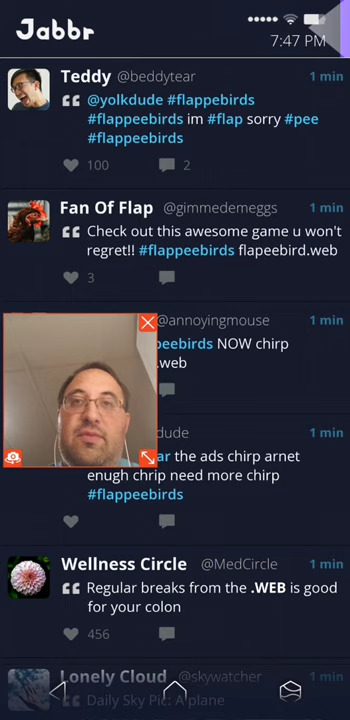 Jabbr
7:47 PM
Teddy @beddytear 1 min
@yolkdude #flappebirds
#flappeebirds im #flap sorry #pee
#flappeebirds
100 2
Fan Of Flap @gimmedemeggs 1 min
Check out this awesome game u won't
regret!! #flappeebirds flapeebird.web
3
@annoyingmouse 1 min
peebirds NOW chirp
.web
dude 1 min
ar the ads chirp arnet
enugh chrip need more chirp
#flappeebirds
Wellness Circle @MedCircle 1 min
Regular breaks from the .WEB is good
for your colon
456
Lonely Cloud @skywatcher 1 min
Daily Sky Pic: A plane